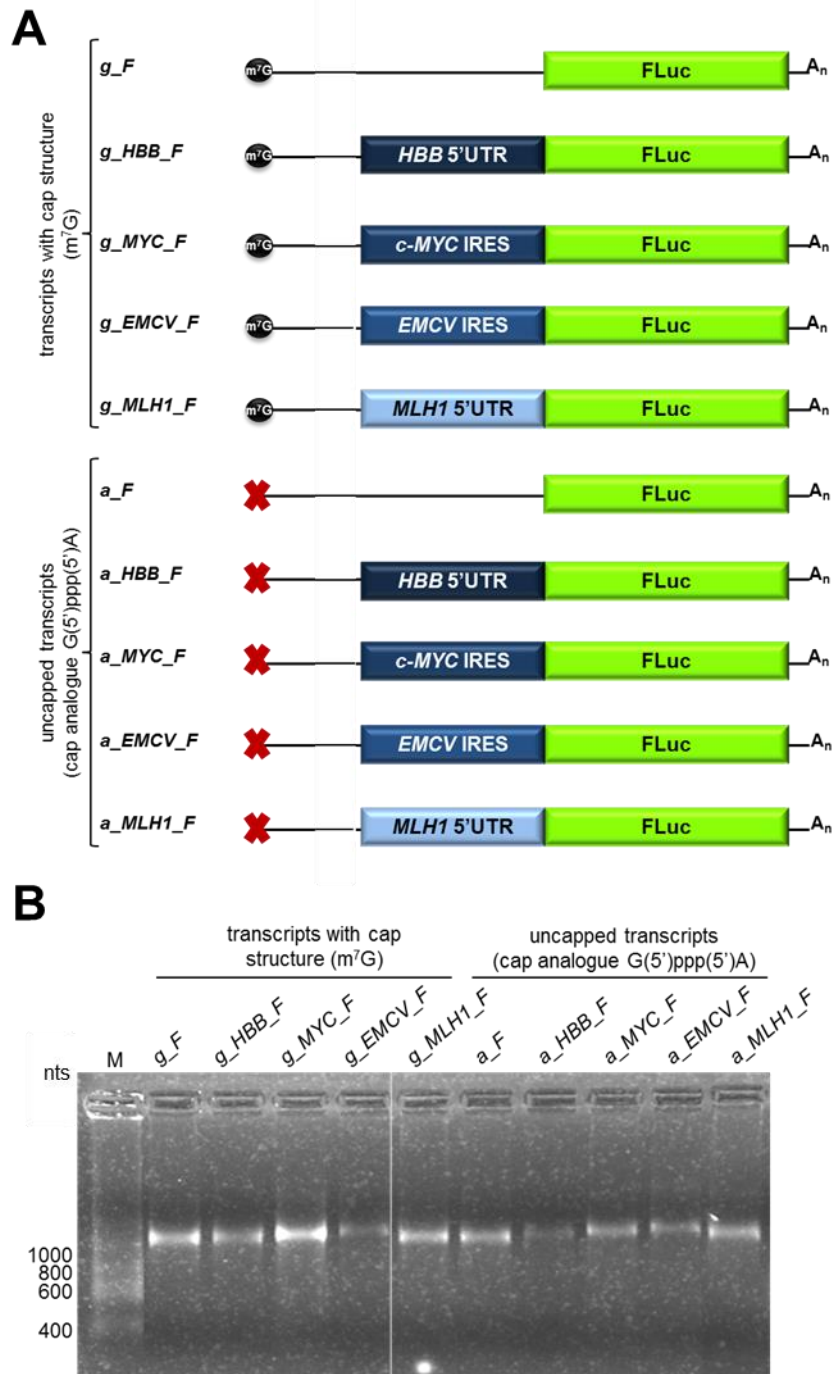 A
transcripts with cap structure
(m⁷G)
g_F
m⁷G
FLuc
Aₙ
g_HBB_F
m⁷G
HBB 5'UTR
FLuc
Aₙ
g_MYC_F
m⁷G
c-MYC IRES
FLuc
Aₙ
g_EMCV_F
m⁷G
EMCV IRES
FLuc
Aₙ
g_MLH1_F
m⁷G
MLH1 5'UTR
FLuc
Aₙ
uncapped transcripts
(cap analogue G(5')ppp(5')A)
a_F
FLuc
Aₙ
a_HBB_F
HBB 5'UTR
FLuc
Aₙ
a_MYC_F
c-MYC IRES
FLuc
Aₙ
a_EMCV_F
EMCV IRES
FLuc
Aₙ
a_MLH1_F
MLH1 5'UTR
FLuc
Aₙ
B
transcripts with cap
structure (m⁷G)
uncapped transcripts
(cap analogue G(5')ppp(5')A)
nts
M
g_F
g_HBB_F
g_MYC_F
g_EMCV_F
g_MLH1_F
a_F
a_HBB_F
a_MYC_F
a_EMCV_F
a_MLH1_F
1000
800
600
400